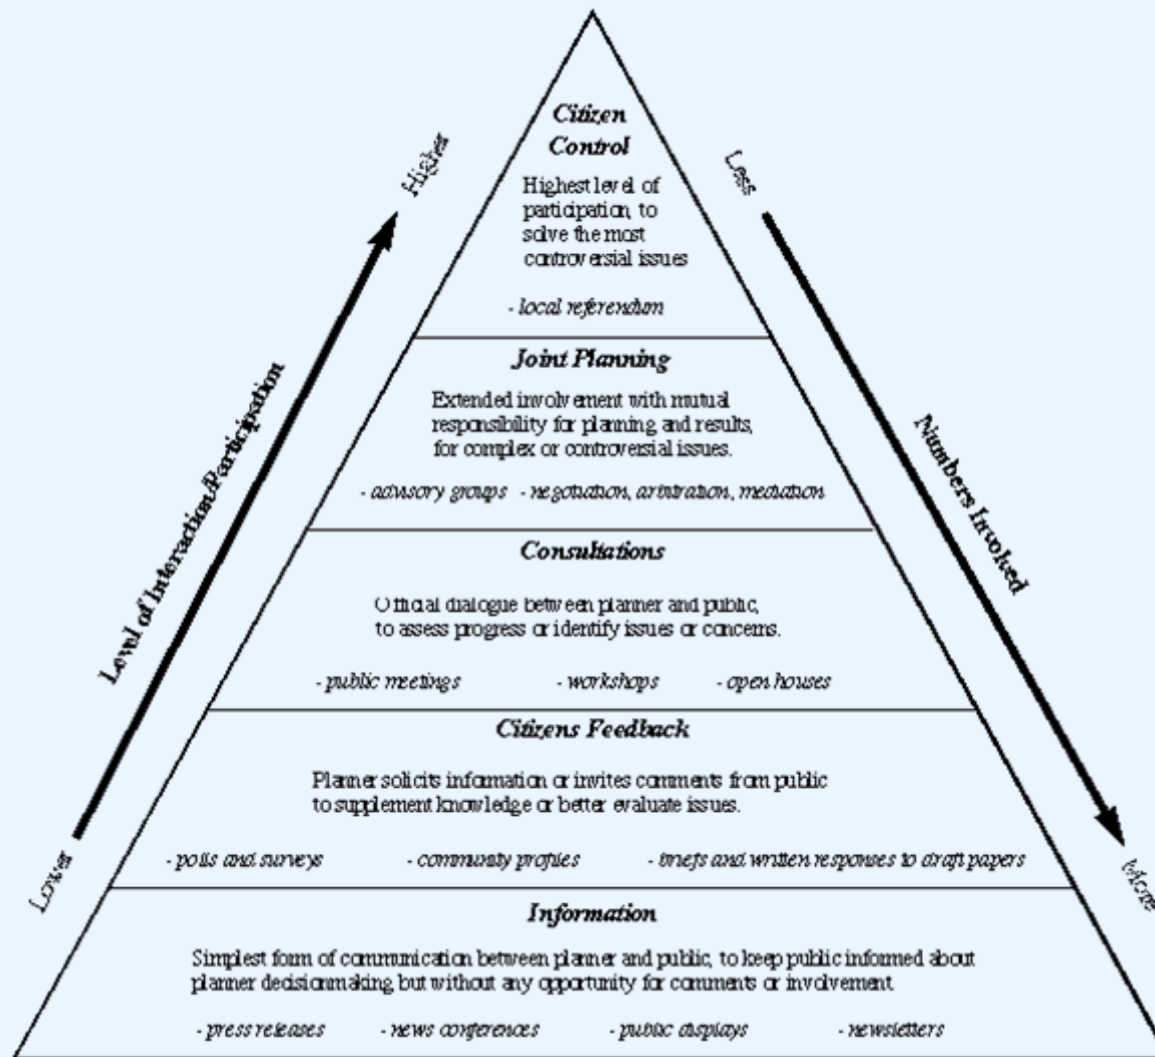 Citizen
Control
Highest level of
participation, to
solve the most
controversial issues
- local referendum
Higher
Less
Level of Interaction/Participation
Numbers Involved
Joint Planning
Extended involvement with mutual
responsibility for planning and results,
for complex or controversial issues.
- advisory groups - negotiation, arbitration, mediation
Consultations
Official dialogue between planner and public,
to assess progress or identify issues or concerns.
- public meetings - workshops - open houses
Citizens Feedback
Planner solicits information or invites comments from public
to supplement knowledge or better evaluate issues.
- polls and surveys - community profiles - briefs and written responses to draft papers
Lower
More
Information
Simplest form of communication between planner and public, to keep public informed about
planner decisionmaking but without any opportunity for comments or involvement.
- press releases - news conferences - public displays - newsletters